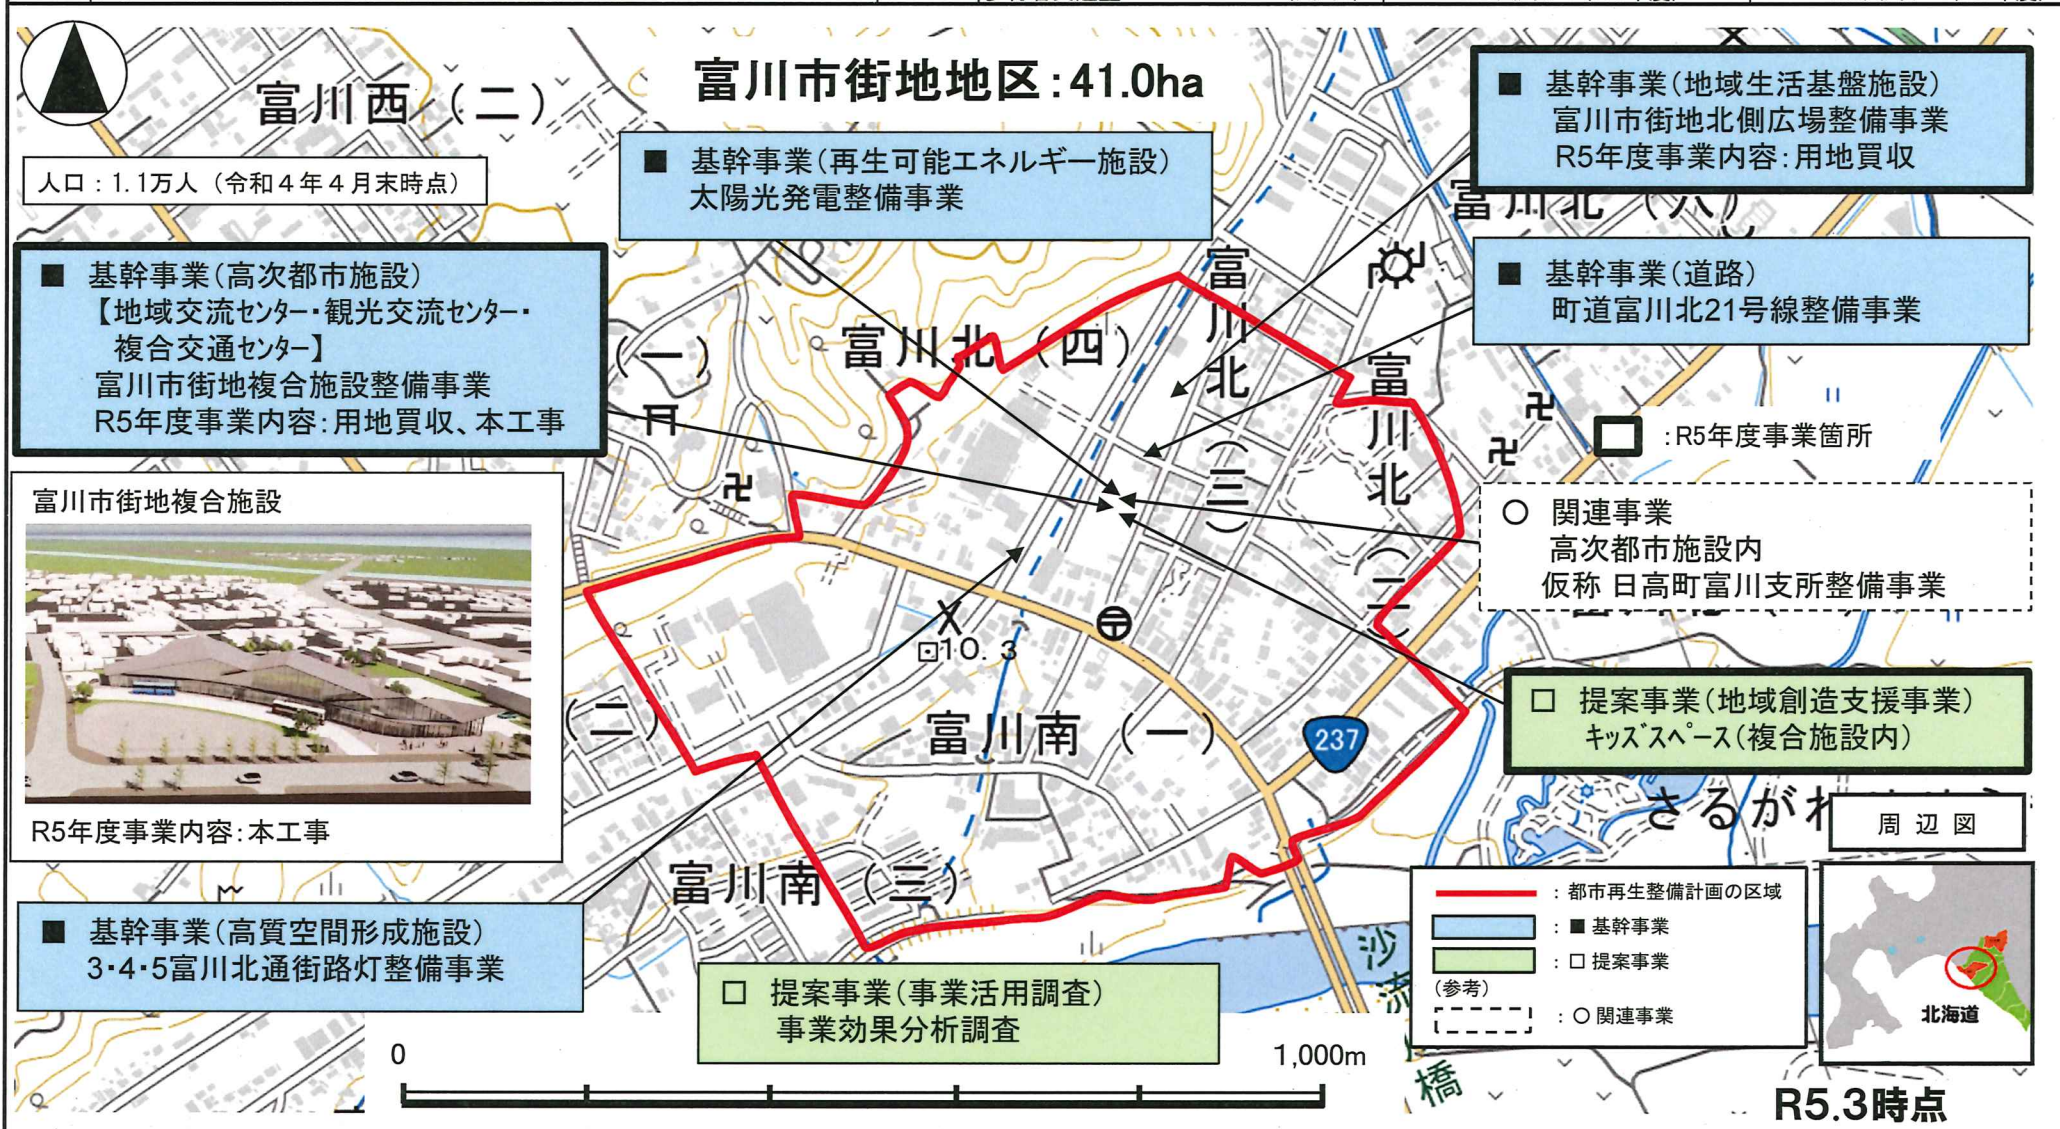 富川市街地地区：41.0ha
富川西（二）
人口：1.1万人（令和4年4月末時点）
■ 基幹事業（再生可能エネルギー施設）
太陽光発電整備事業
■ 基幹事業（地域生活基盤施設）
富川市街地北側広場整備事業
R5年度事業内容：用地買収
富川北（六）
■ 基幹事業（道路）
町道富川北21号線整備事業
■ 基幹事業（高次都市施設）
【地域交流センター・観光交流センター・
複合交通センター】
富川市街地複合施設整備事業
R5年度事業内容：用地買収、本工事
（一）
富川北（四）
富川北（三）
富川北（二）
：R5年度事業箇所
○ 関連事業
高次都市施設内
仮称 日高町富川支所整備事業
富川市街地複合施設
R5年度事業内容：本工事
10.3
（二）
富川南（一）
237
□ 提案事業（地域創造支援事業）
ｷｯｽﾞｽﾍﾟｰｽ（複合施設内）
さるがわ
周辺図
富川南（三）
■ 基幹事業（高質空間形成施設）
3・4・5富川北通街路灯整備事業
□ 提案事業（事業活用調査）
事業効果分析調査
沙流
橋
：都市再生整備計画の区域
：■ 基幹事業
：□ 提案事業
（参考）
：○ 関連事業
北海道
0
1,000m
R5.3時点